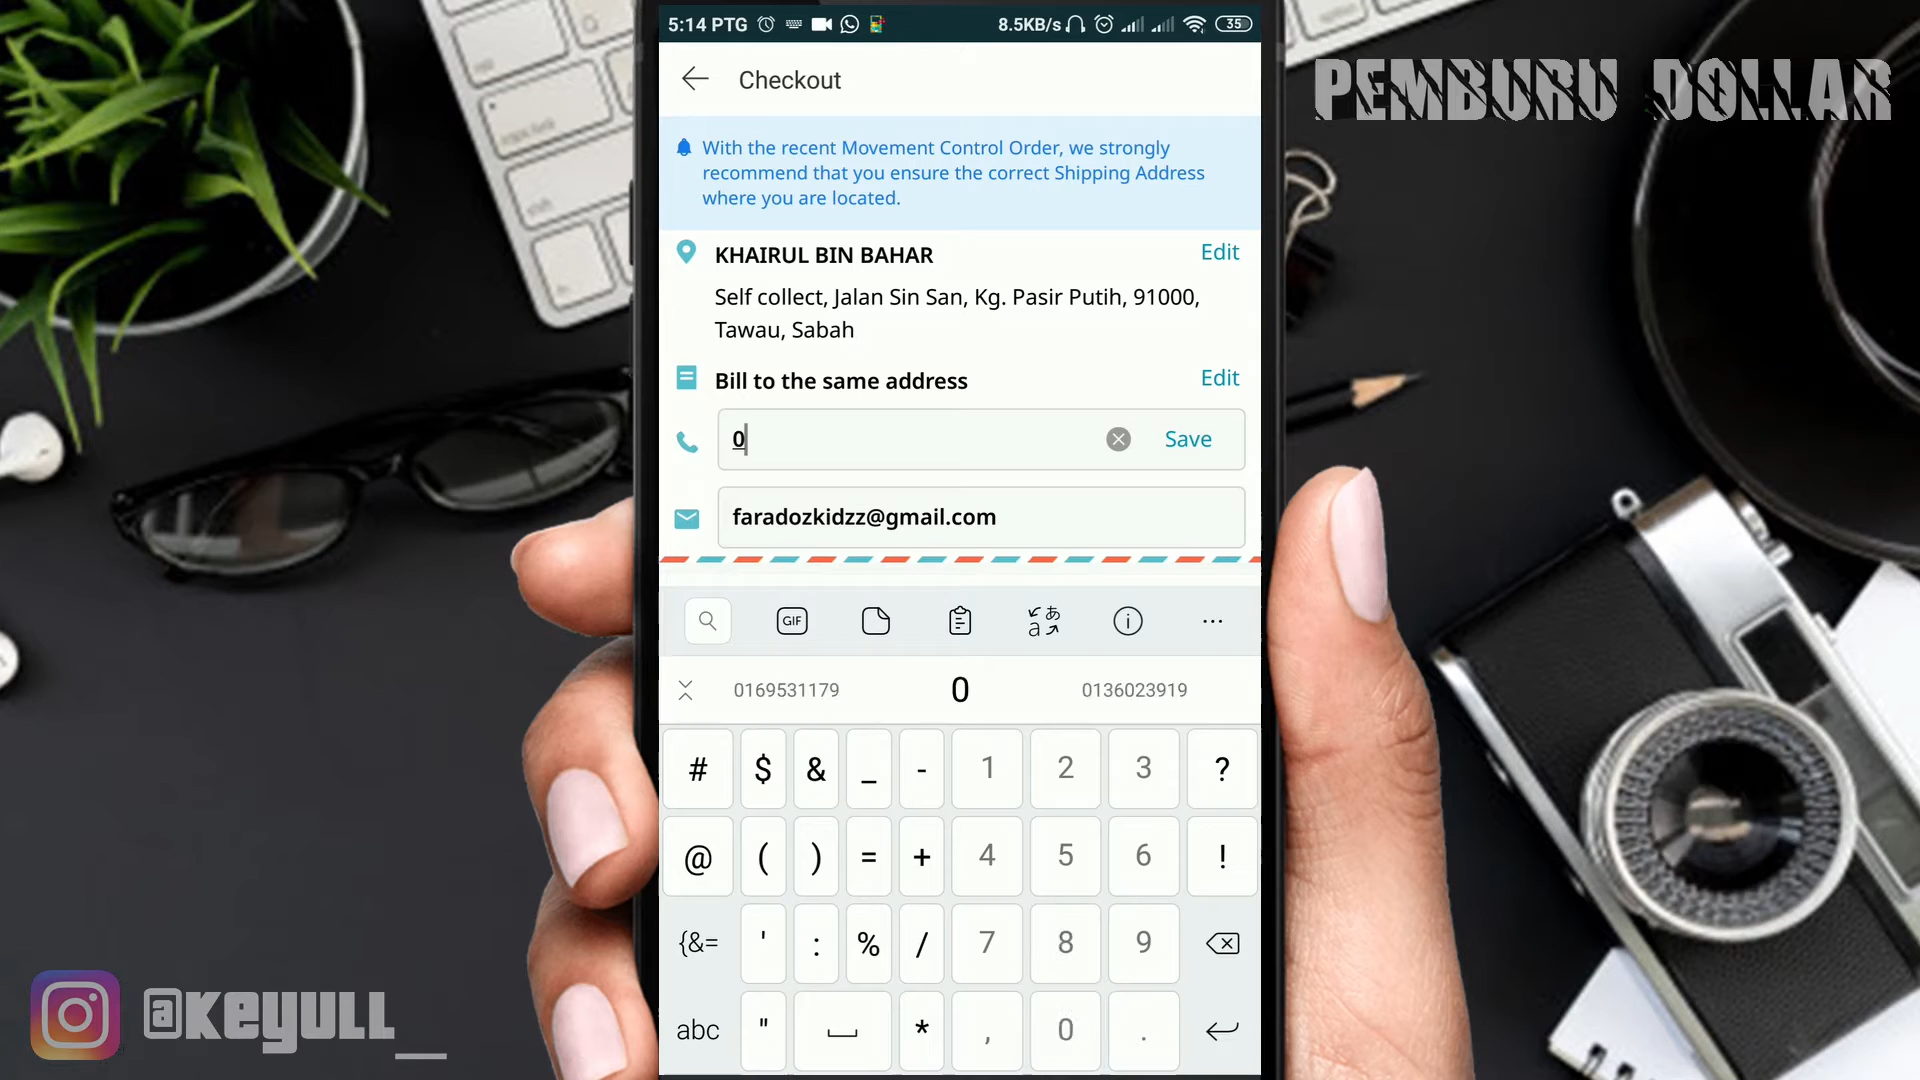 5:14 PTG
8.5KB/s
35
PEMBURU DOLLAR
Checkout
With the recent Movement Control Order, we strongly
recommend that you ensure the correct Shipping Address
where you are located.
KHAIRUL BIN BAHAR
Edit
Self collect, Jalan Sin San, Kg. Pasir Putih, 91000,
Tawau, Sabah
Bill to the same address
Edit
0
Save
faradozkidzz@gmail.com
GIF
0169531179
0
0136023919
# $ & _ - 1 2 3 ?
@ ( ) = + 4 5 6 !
{&= ' : % / 7 8 9
abc " * , 0 .
@keyull__